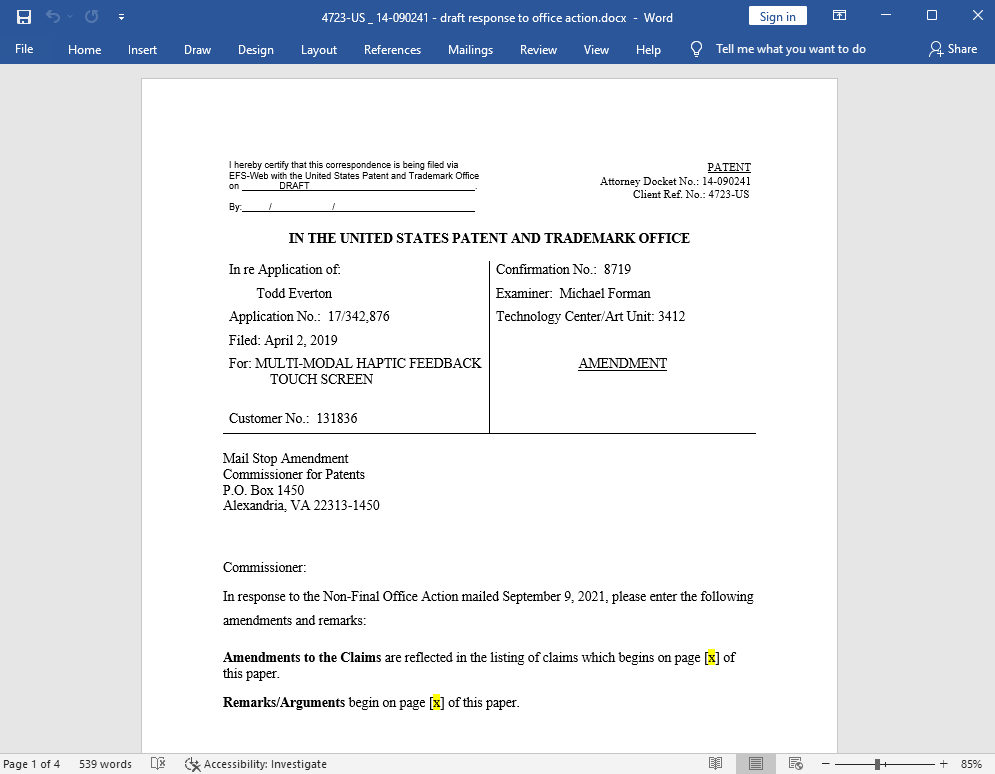 4723-US _ 14-090241 - draft response to office action.docx - Word
Sign in
File Home Insert Draw Design Layout References Mailings Review View Help Tell me what you want to do Share
I hereby certify that this correspondence is being filed via
EFS-Web with the United States Patent and Trademark Office
on DRAFT .
By: / /
PATENT
Attorney Docket No.: 14-090241
Client Ref. No.: 4723-US
IN THE UNITED STATES PATENT AND TRADEMARK OFFICE
In re Application of:
Todd Everton
Application No.: 17/342,876
Filed: April 2, 2019
For: MULTI-MODAL HAPTIC FEEDBACK
TOUCH SCREEN
Customer No.: 131836
Confirmation No.: 8719
Examiner: Michael Forman
Technology Center/Art Unit: 3412
AMENDMENT
Mail Stop Amendment
Commissioner for Patents
P.O. Box 1450
Alexandria, VA 22313-1450
Commissioner:
In response to the Non-Final Office Action mailed September 9, 2021, please enter the following
amendments and remarks:
Amendments to the Claims are reflected in the listing of claims which begins on page [x] of
this paper.
Remarks/Arguments begin on page [x] of this paper.
Page 1 of 4 539 words Accessibility: Investigate 85%